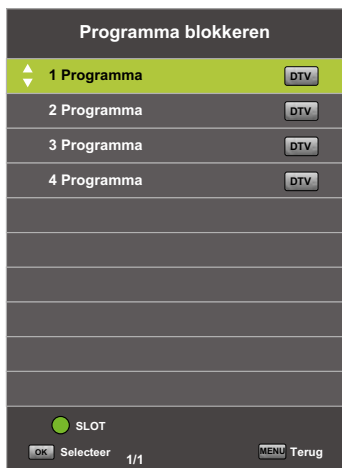 Programma blokkeren
1 Programma DTV
2 Programma DTV
3 Programma DTV
4 Programma DTV
SLOT
OK Selecteer 1/1 MENU Terug